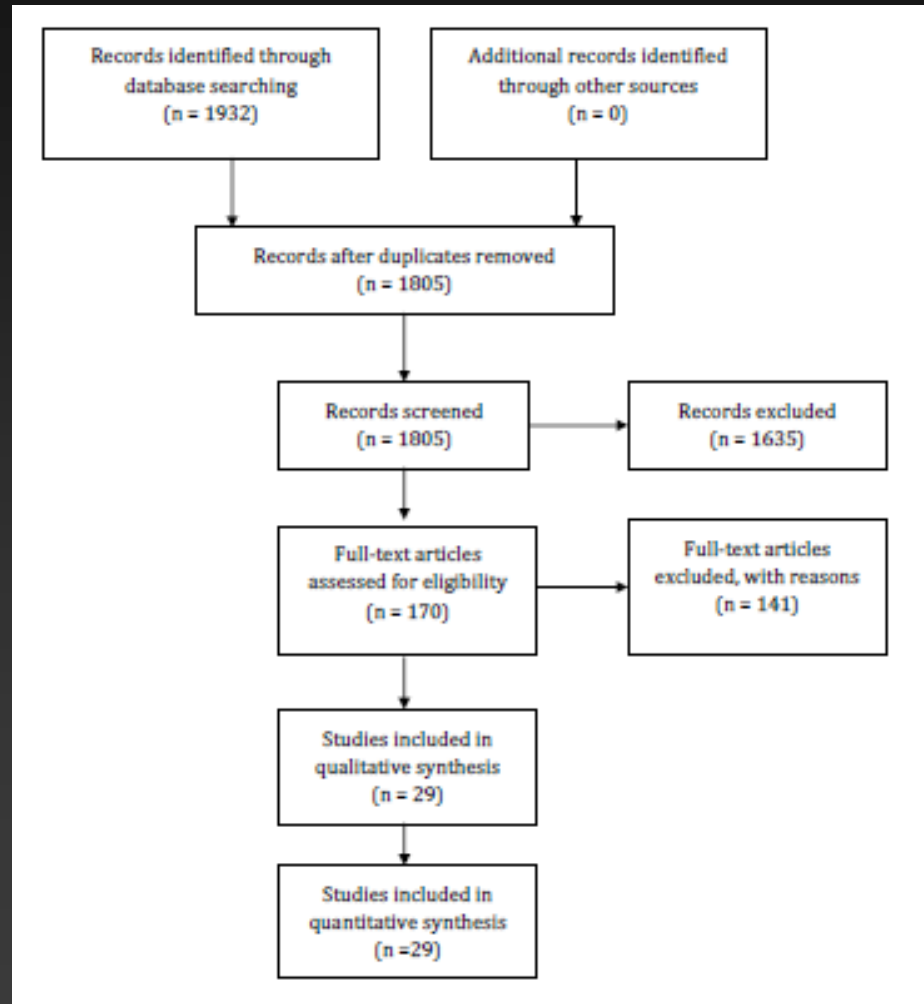 Records identified through
database searching
(n = 1932)
Additional records identified
through other sources
(n = 0)
Records after duplicates removed
(n = 1805)
Records screened
(n = 1805)
Records excluded
(n = 1635)
Full-text articles
assessed for eligibility
(n = 170)
Full-text articles
excluded, with reasons
(n = 141)
Studies included in
qualitative synthesis
(n = 29)
Studies included in
quantitative synthesis
(n =29)